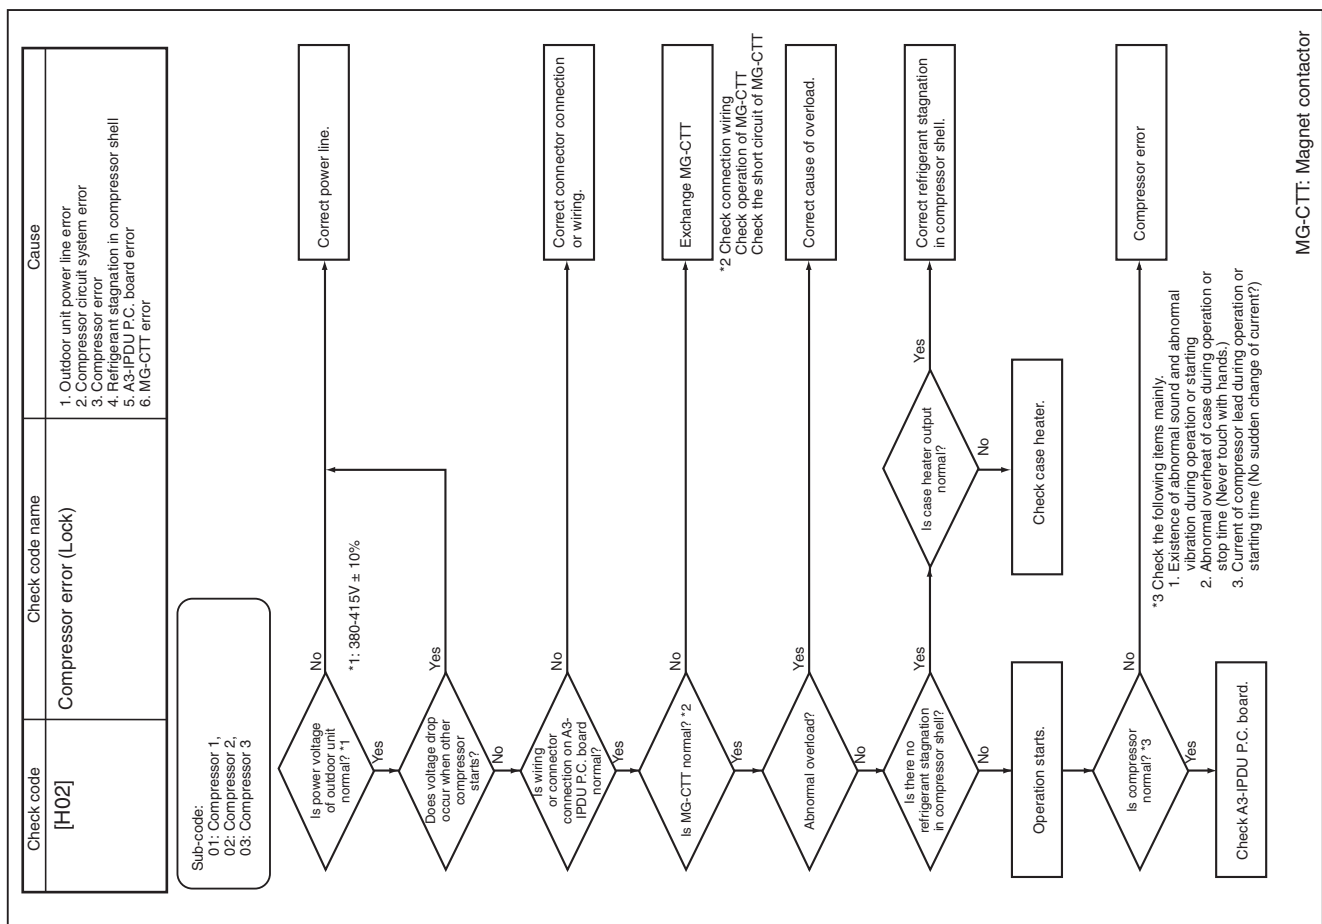 Check code
Check code name
Cause
[H02]
Compressor error (Lock)
1. Outdoor unit power line error
2. Compressor circuit system error
3. Compressor error
4. Refrigerant stagnation in compressor shell
5. A3-IPDU P.C. board error
6. MG-CTT error
Sub-code:
01: Compressor 1,
02: Compressor 2,
03: Compressor 3
Is power voltage
of outdoor unit
normal? *1
No
Correct power line.
*1: 380-415V ± 10%
Yes
Does voltage drop
occur when other
compressor
starts?
Yes
No
Is wiring
or connector
connection on A3-
IPDU P.C. board
normal?
No
Correct connector connection
or wiring.
Yes
Is MG-CTT normal? *2
No
Exchange MG-CTT
*2 Check connection wiring
Check operation of MG-CTT
Check the short circuit of MG-CTT
Yes
Abnormal overload?
Yes
Correct cause of overload.
No
Is there no
refrigerant stagnation
in compressor shell?
Yes
Is case heater output
normal?
Yes
Correct refrigerant stagnation
in compressor shell.
No
No
Check case heater.
Operation starts.
Is compressor
normal? *3
No
Compressor error
*3 Check the following items mainly.
1. Existence of abnormal sound and abnormal
vibration during operation or starting
2. Abnormal overheat of case during operation or
stop time (Never touch with hands.)
3. Current of compressor lead during operation or
starting time (No sudden change of current?)
Yes
Check A3-IPDU P.C. board.
MG-CTT: Magnet contactor